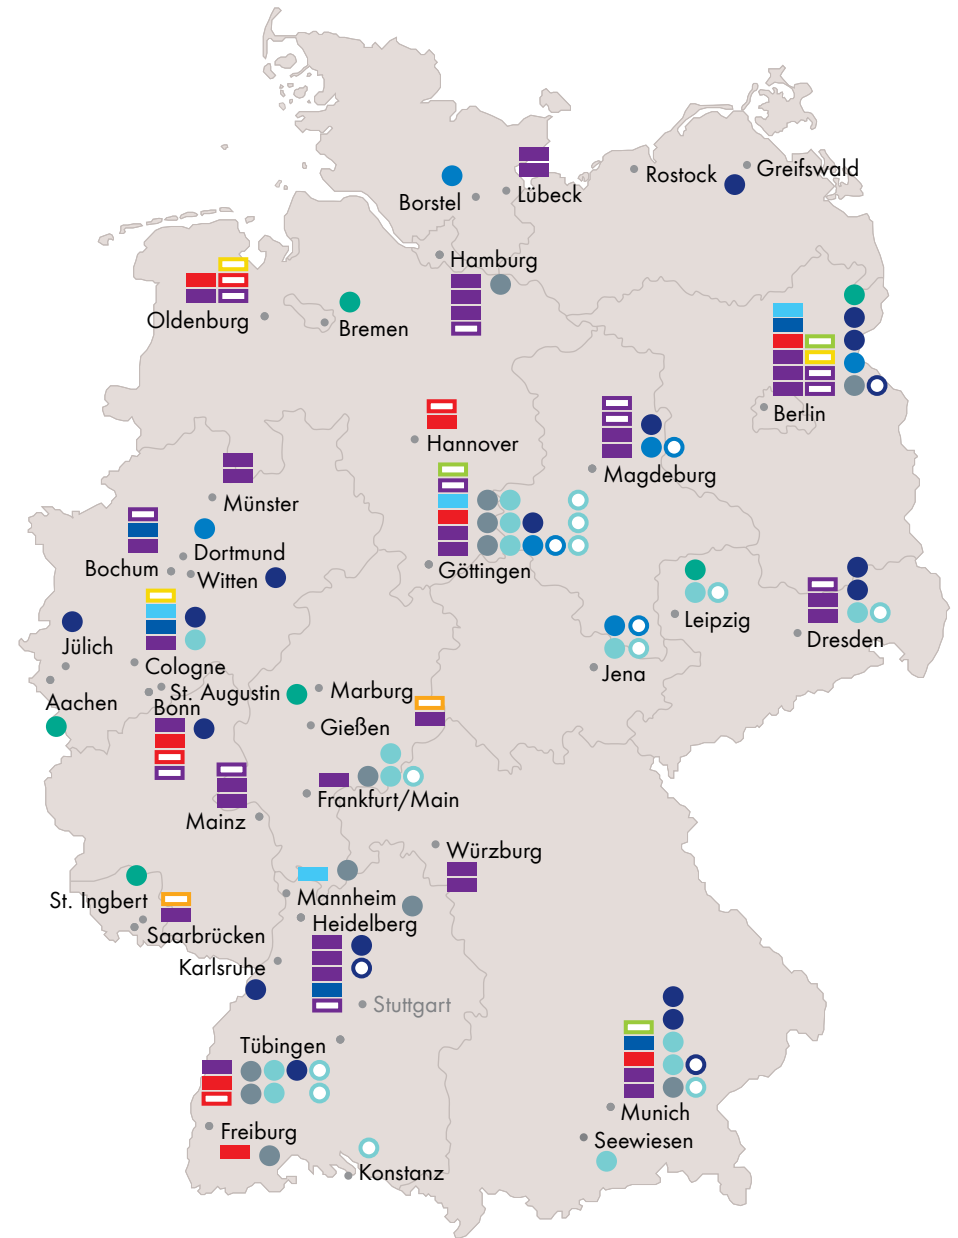 Rostock
Greifswald
Borstel
Lübeck
Hamburg
Oldenburg
Bremen
Berlin
Hannover
Magdeburg
Münster
Dortmund
Bochum
Witten
Göttingen
Leipzig
Dresden
Jülich
Cologne
Jena
St. Augustin
Marburg
Aachen
Bonn
Gießen
Frankfurt/Main
Mainz
Würzburg
St. Ingbert
Mannheim
Heidelberg
Saarbrücken
Karlsruhe
Stuttgart
Tübingen
Munich
Freiburg
Seewiesen
Konstanz